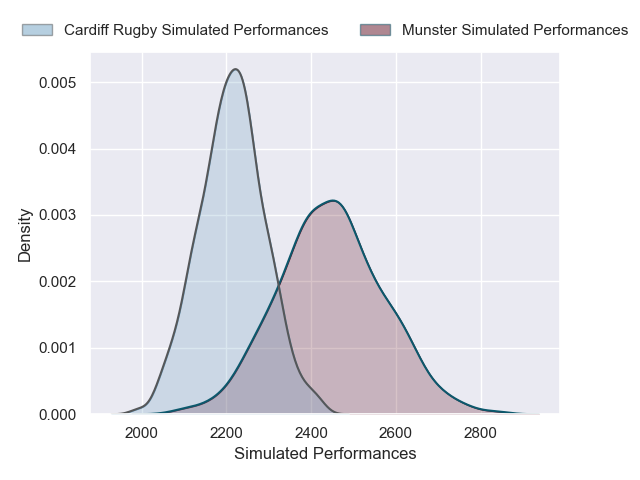 Cardiff Rugby Simulated Performances Munster Simulated Performances
0.005
0.004
0.003
0.002
0.001
0.000
Density
2000 2200 2400 2600 2800
Simulated Performances